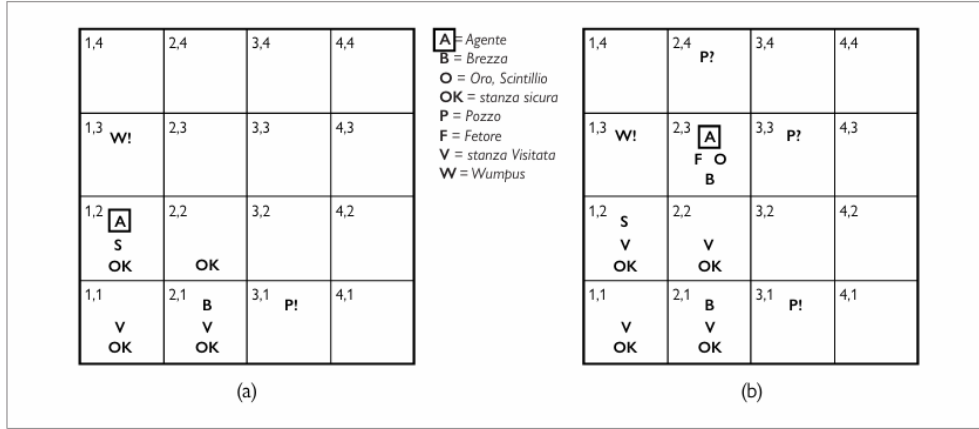 1,4 2,4 3,4 4,4
1,3 W! 2,3 3,3 4,3
1,2 A 2,2 3,2 4,2
S
OK OK
1,1 2,1 B 3,1 P! 4,1
V V
OK OK
(a)
A = Agente
B = Brezza
O = Oro, Scintillio
OK = stanza sicura
P = Pozzo
F = Fetore
V = stanza Visitata
W = Wumpus
1,4 2,4 P? 3,4 4,4
1,3 W! 2,3 A 3,3 P? 4,3
F O
B
1,2 S 2,2 3,2 4,2
V V
OK OK
1,1 2,1 B 3,1 P! 4,1
V V
OK OK
(b)